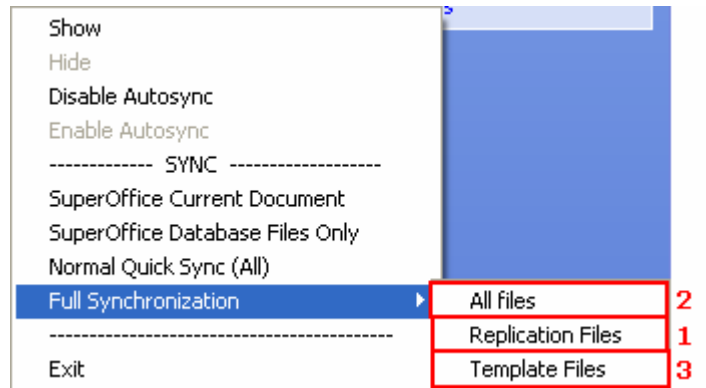 s
Show
Hide
Disable Autosync
Enable Autosync
------------- SYNC -------------------
SuperOffice Current Document
SuperOffice Database Files Only
Normal Quick Sync (All)
Full Synchronization All files 2
----------------------------------------- Replication Files 1
Exit Template Files 3